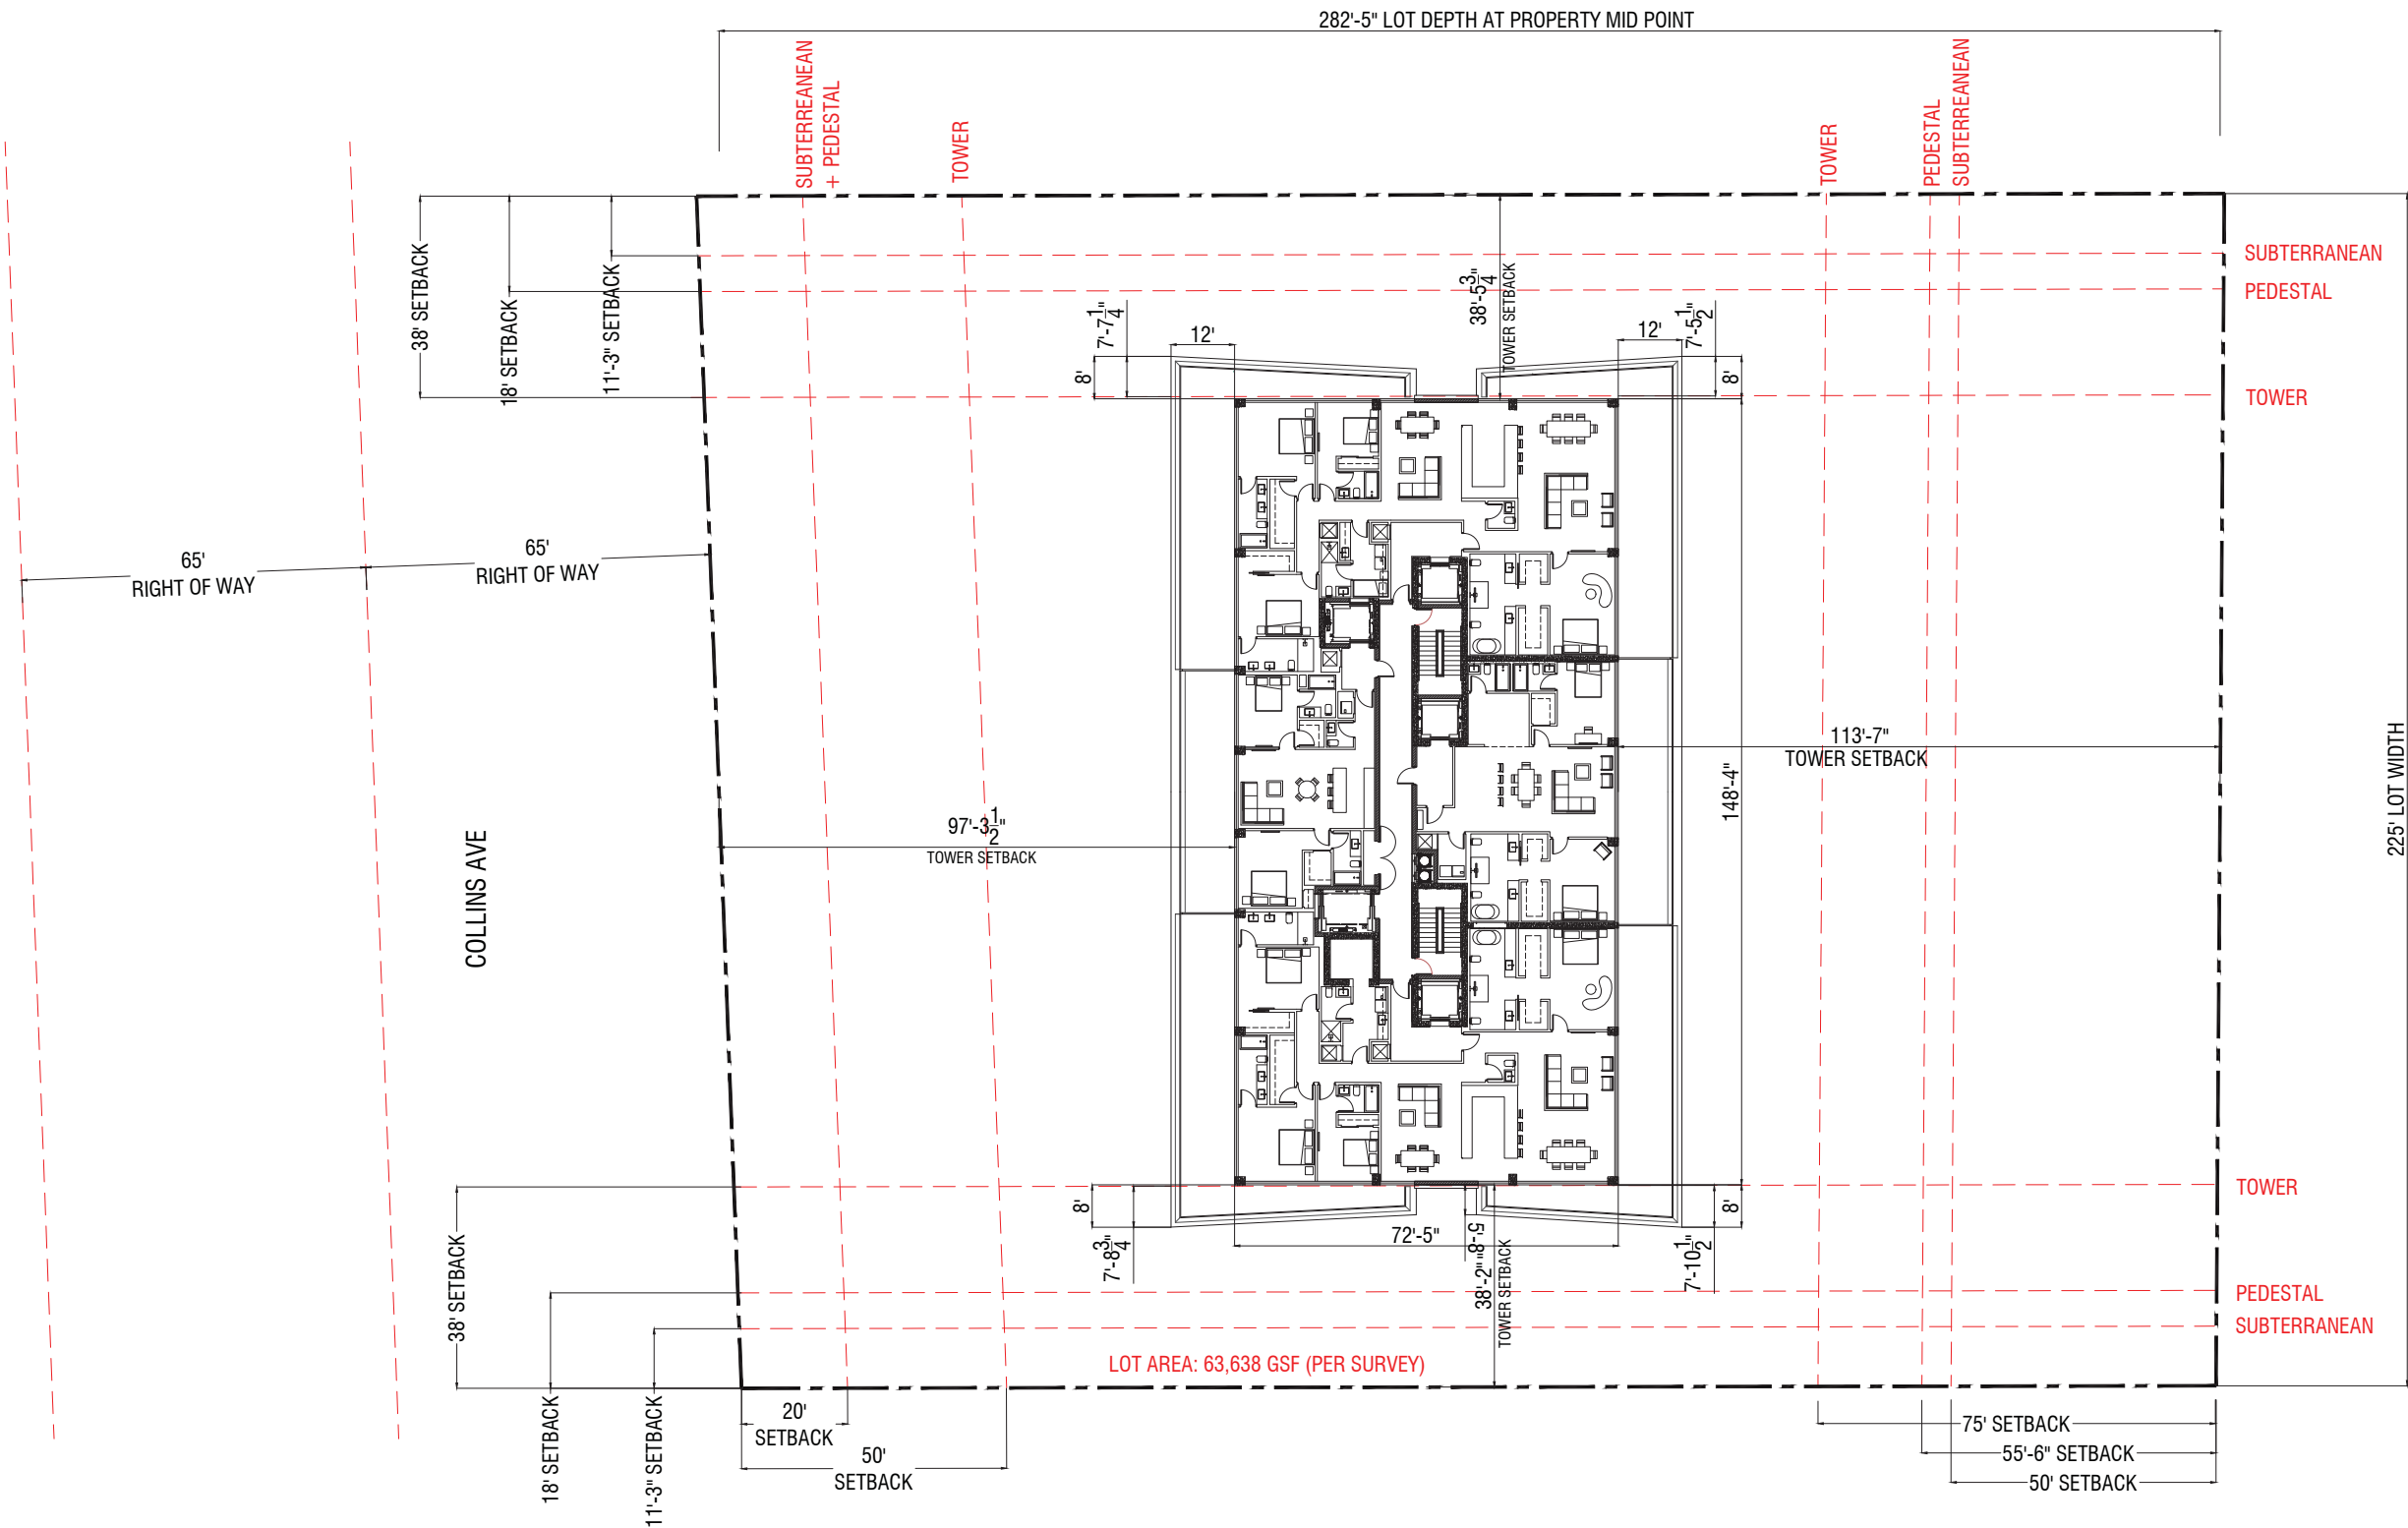 282'-5" LOT DEPTH AT PROPERTY MID POINT
SUBTERREANEAN
+ PEDESTAL
TOWER
TOWER
PEDESTAL
SUBTERREANEAN
38' SETBACK
18' SETBACK
11'-3" SETBACK
38'-5 3/4"
TOWER SETBACK
SUBTERRANEAN
PEDESTAL
TOWER
7'-7 1/4"
12'
8'
12'
7'-5 1/2"
8'
65'
RIGHT OF WAY
65'
RIGHT OF WAY
113'-7"
TOWER SETBACK
148'-4"
225' LOT WIDTH
97'-3 1/2"
TOWER SETBACK
COLLINS AVE
TOWER
8'
7'-8 3/4"
72'-5"
5'-8"
38'-2"
TOWER SETBACK
8'
7'-10 1/2"
38' SETBACK
PEDESTAL
SUBTERRANEAN
LOT AREA: 63,638 GSF (PER SURVEY)
18' SETBACK
11'-3" SETBACK
20'
SETBACK
50'
SETBACK
75' SETBACK
55'-6" SETBACK
50' SETBACK